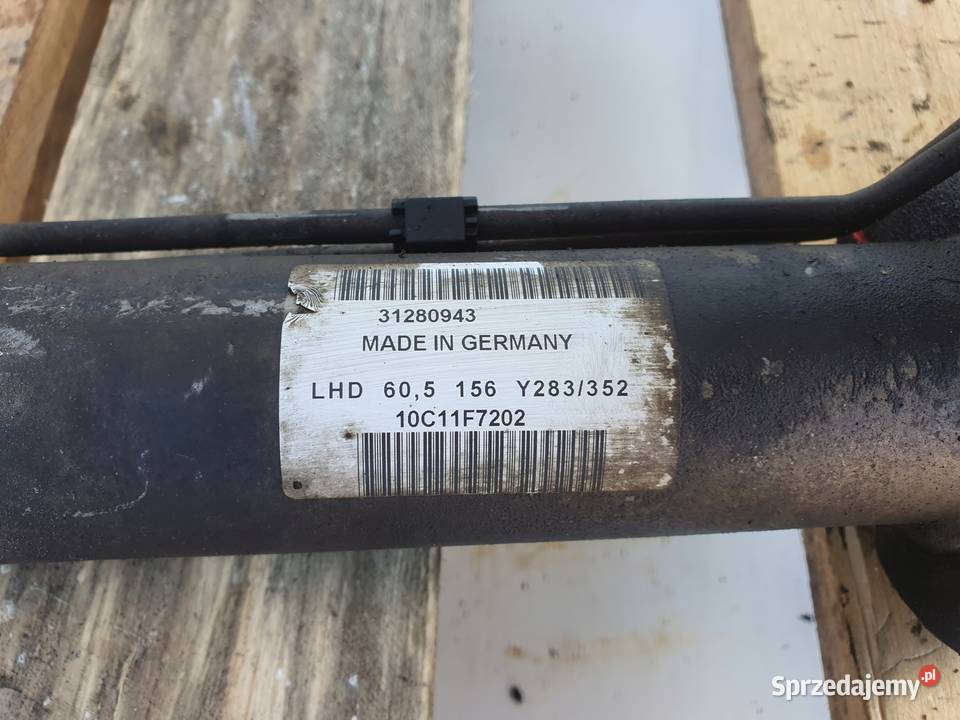 31280943
MADE IN GERMANY
LHD 60,5 156 Y283/352
10C11F7202
Sprzedajemy.pl